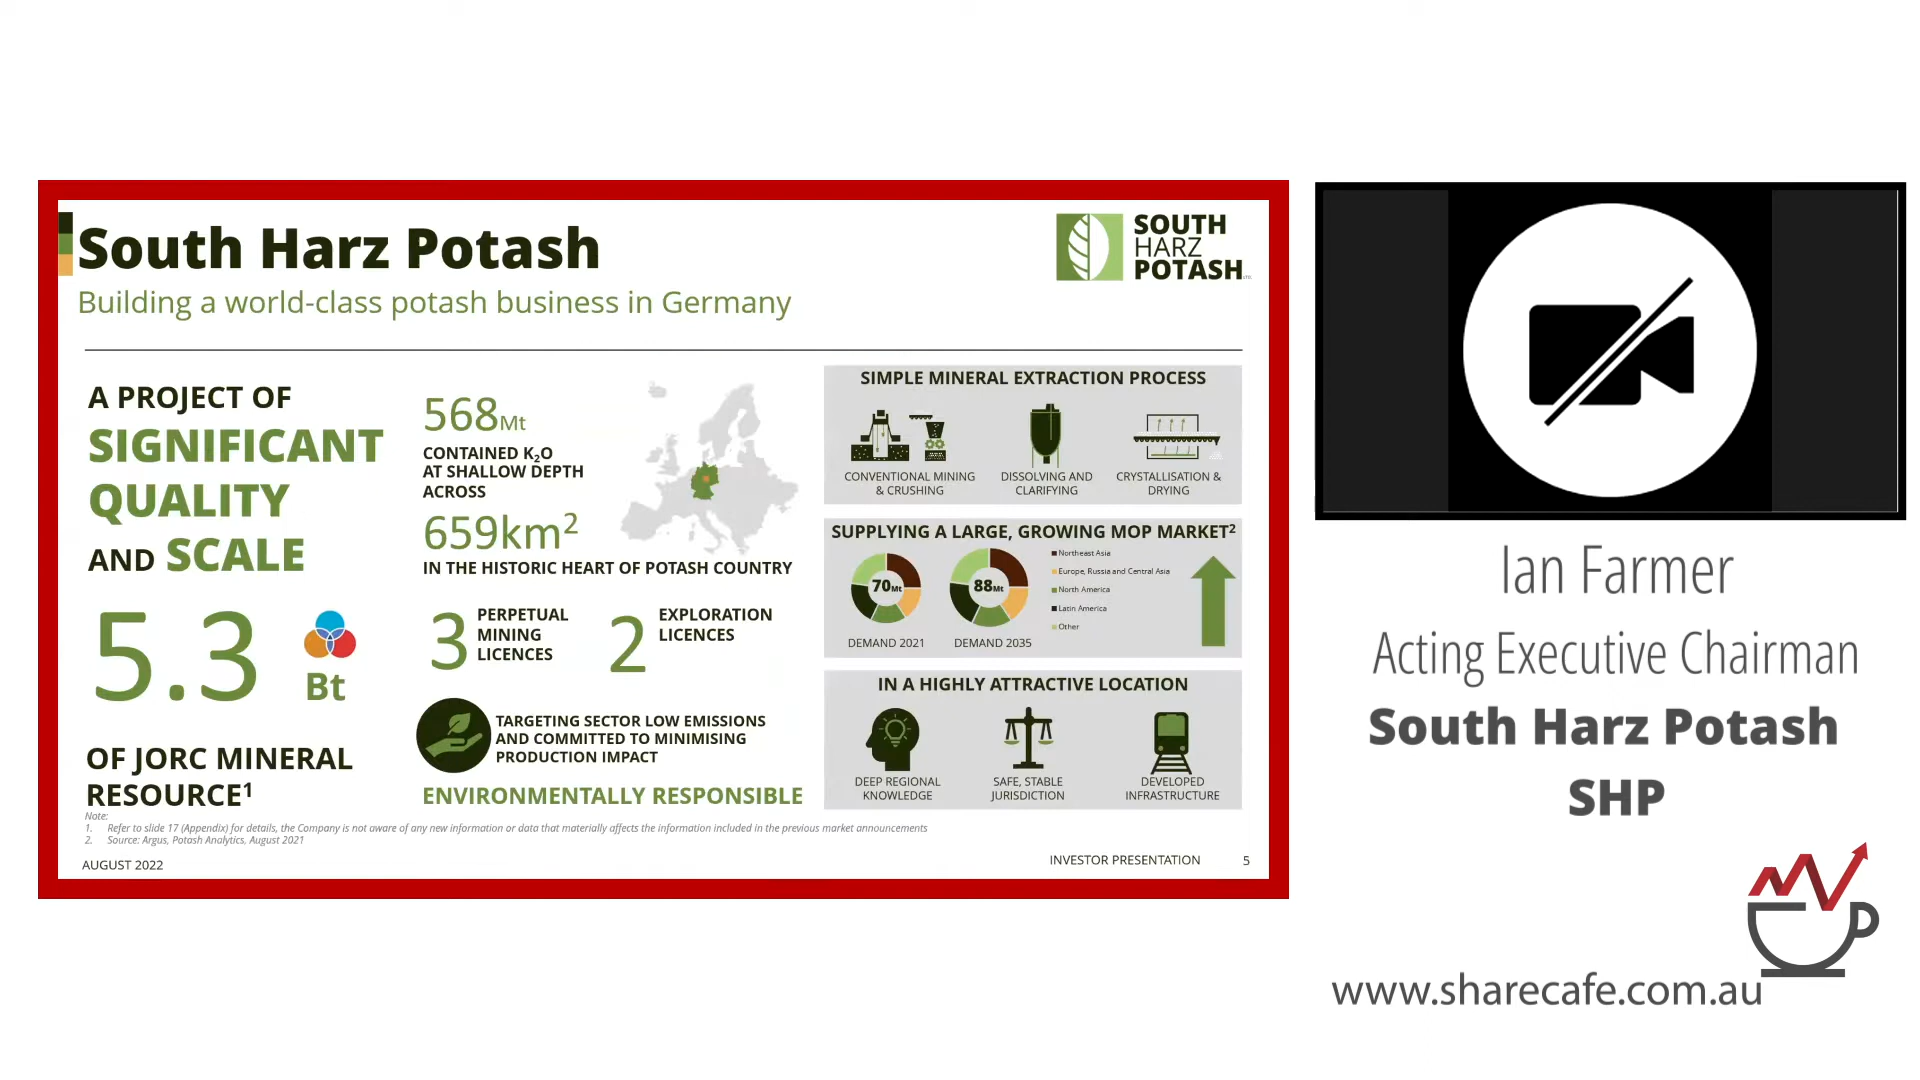 South Harz Potash
Building a world-class potash business in Germany
SOUTH
HARZ
POTASH
A PROJECT OF
SIGNIFICANT
QUALITY
AND SCALE
5.3
Bt
OF JORC MINERAL
RESOURCE¹
568Mt
CONTAINED K₂O
AT SHALLOW DEPTH
ACROSS
659km²
IN THE HISTORIC HEART OF POTASH COUNTRY
3
PERPETUAL
MINING
LICENCES
2
EXPLORATION
LICENCES
TARGETING SECTOR LOW EMISSIONS
AND COMMITTED TO MINIMISING
PRODUCTION IMPACT
ENVIRONMENTALLY RESPONSIBLE
SIMPLE MINERAL EXTRACTION PROCESS
CONVENTIONAL MINING
& CRUSHING
DISSOLVING AND
CLARIFYING
CRYSTALLISATION &
DRYING
SUPPLYING A LARGE, GROWING MOP MARKET²
70Mt
DEMAND 2021
88Mt
DEMAND 2035
Northeast Asia
Europe, Russia and Central Asia
North America
Latin America
Other
IN A HIGHLY ATTRACTIVE LOCATION
DEEP REGIONAL
KNOWLEDGE
SAFE, STABLE
JURISDICTION
DEVELOPED
INFRASTRUCTURE
Note:
1. Refer to slide 17 (Appendix) for details, the Company is not aware of any new information or data that materially affects the information included in the previous market announcements
2. Source: Argus, Potash Analytics, August 2021
AUGUST 2022
INVESTOR PRESENTATION 5
Ian Farmer
Acting Executive Chairman
South Harz Potash
SHP
www.sharecafe.com.au